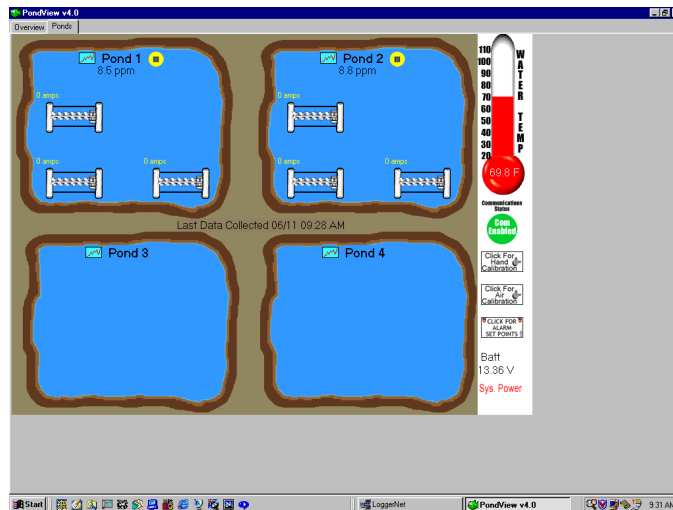 PondView v4.0
Overview Ponds
Pond 1
8.5 ppm
0 amps
0 amps
0 amps
Pond 2
8.8 ppm
0 amps
0 amps
0 amps
Last Data Collected 06/11 09:28 AM
Pond 3
Pond 4
110
100
90
80
70
60
50
40
30
20
WATER TEMP
69.8 F
Communications
Status
Com
Enabled
Click For
Hand
Calibration
Click For
Air
Calibration
CLICK FOR
ALARM
SET POINTS
Batt
13.36 V
Sys. Power
Start
LoggerNet
PondView v4.0
9:31 AM